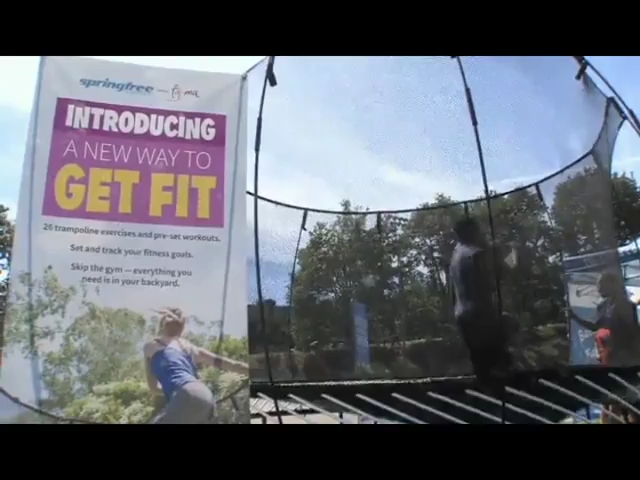 springfree
INTRODUCING
A NEW WAY TO
GET FIT
26 trampoline exercises and pre-set workouts.
Set and track your fitness goals.
Skip the gym — everything you
need is in your backyard.